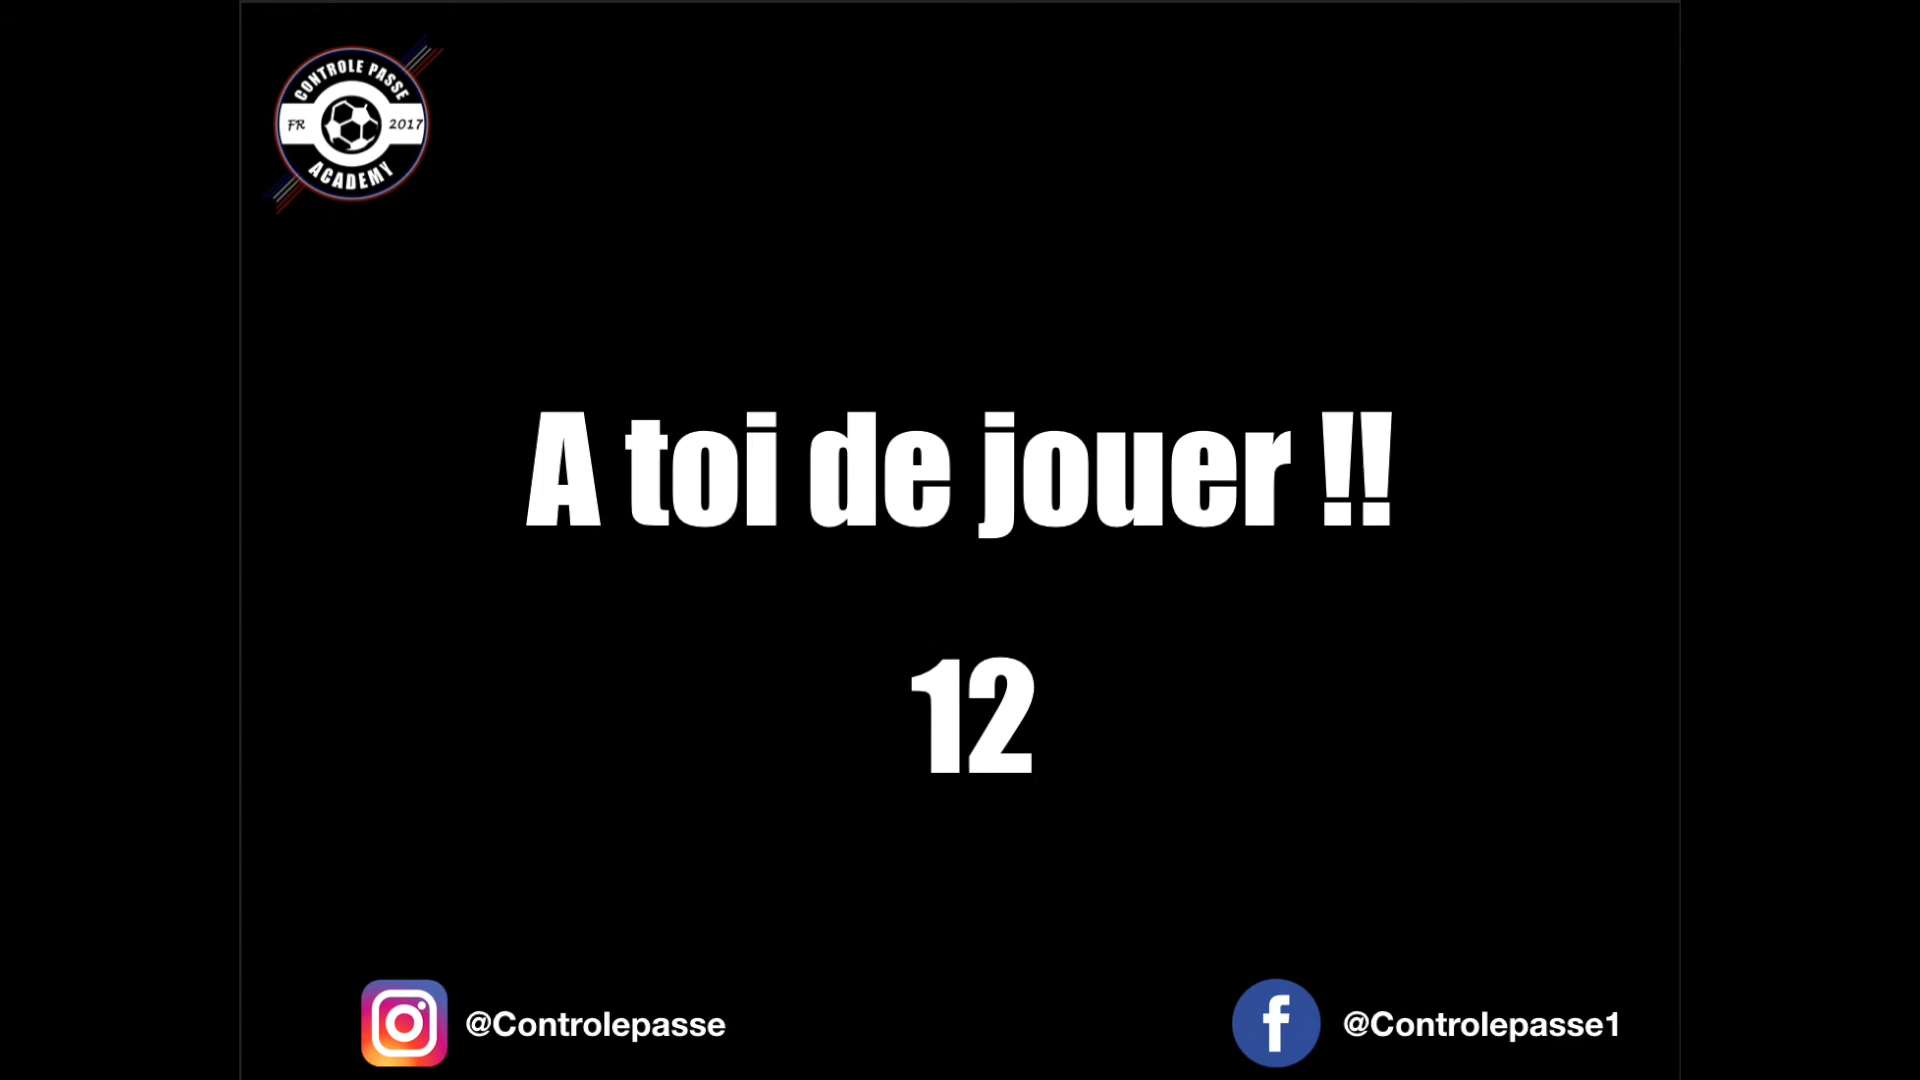 CONTROLE PASSE
FR 2017
ACADEMY
A toi de jouer !!
12
@Controlepasse
@Controlepasse1